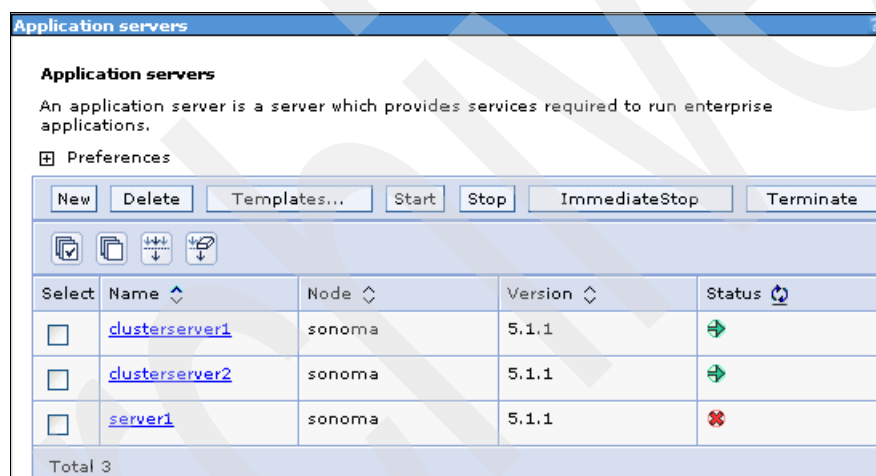 Application servers
?
Application servers
An application server is a server which provides services required to run enterprise
applications.
Preferences
New Delete Templates... Start Stop ImmediateStop Terminate
Select Name Node Version Status
clusterserver1 sonoma 5.1.1
clusterserver2 sonoma 5.1.1
server1 sonoma 5.1.1
Total 3